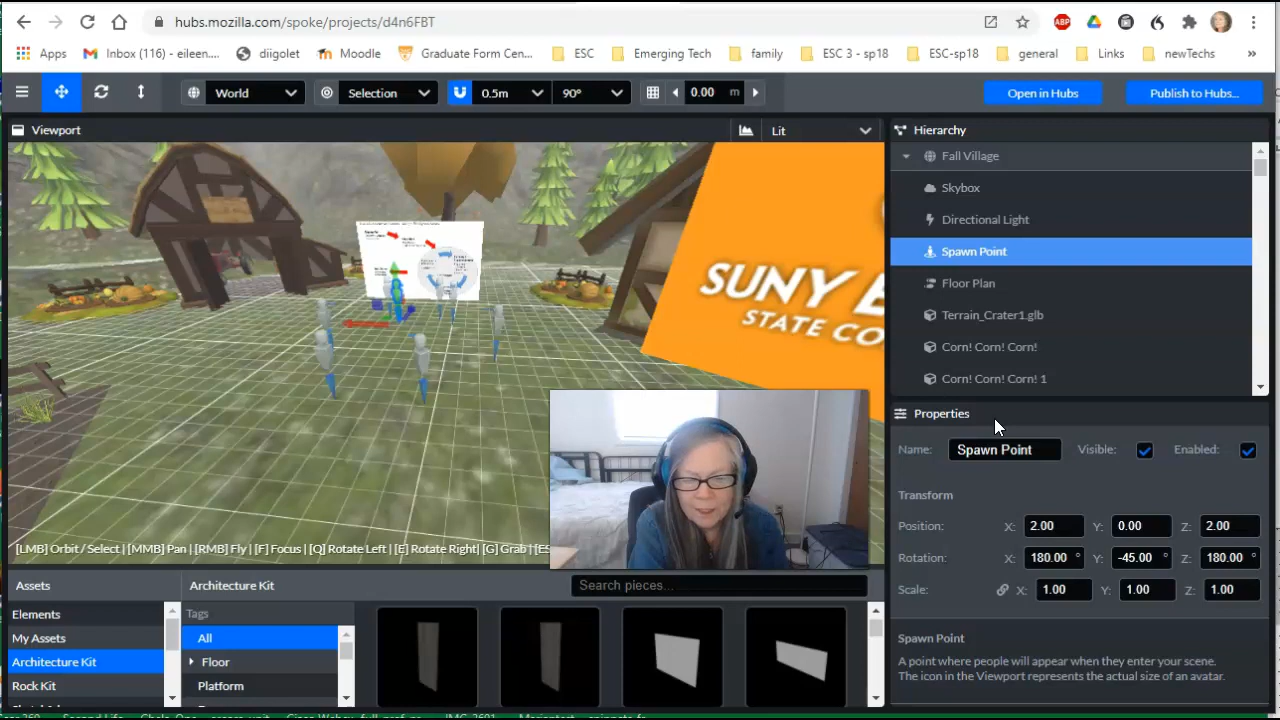 hubs.mozilla.com/spoke/projects/d4n6FBT
Apps
Inbox (116) - eileen....
diigolet
Moodle
Graduate Form Cen...
ESC
Emerging Tech
family
ESC 3 - sp18
ESC-sp18
general
Links
newTechs
»
World
Selection
0.5m
90°
0.00 m
Open in Hubs
Publish to Hubs...
Viewport
Lit
Hierarchy
Fall Village
Skybox
Directional Light
Spawn Point
Floor Plan
Terrain_Crater1.glb
Corn! Corn! Corn!
Corn! Corn! Corn! 1
SUNY E
STATE CO
[LMB] Orbit / Select | [MMB] Pan | [RMB] Fly | [F] Focus | [Q] Rotate Left | [E] Rotate Right| [G] Grab | [ES
Properties
Name: Spawn Point Visible: Enabled:
Transform
Position: X: 2.00 Y: 0.00 Z: 2.00
Rotation: X: 180.00 ° Y: -45.00 ° Z: 180.00 °
Scale: X: 1.00 Y: 1.00 Z: 1.00
Spawn Point
A point where people will appear when they enter your scene.
The icon in the Viewport represents the actual size of an avatar.
Assets
Elements
My Assets
Architecture Kit
Rock Kit
Architecture Kit
Search pieces...
Tags
All
Floor
Platform